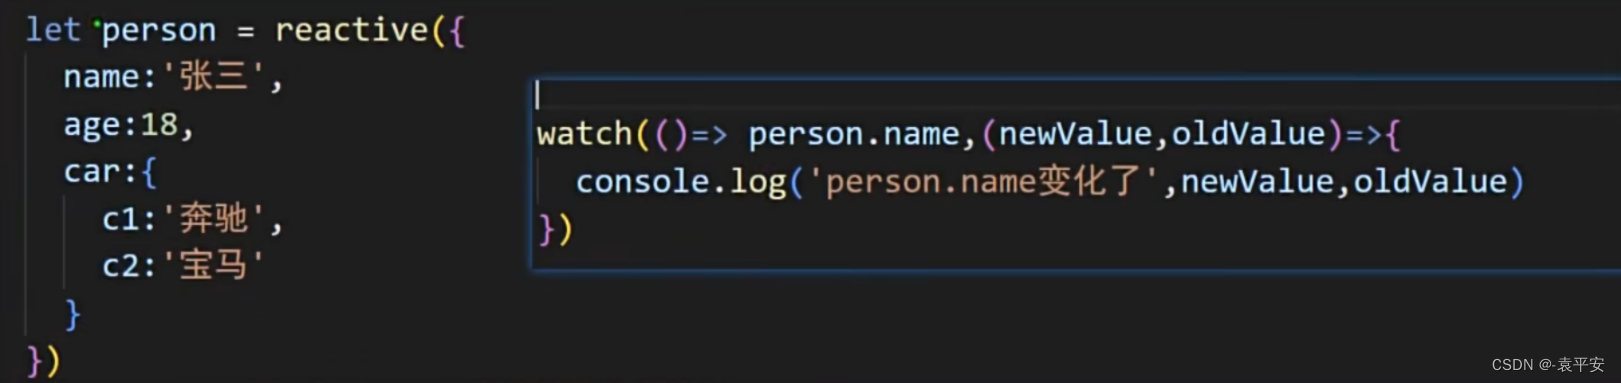 let person = reactive({
name:'张三',
age:18,
car:{
c1:'奔驰',
c2:'宝马'
}
})
watch(()=> person.name,(newValue,oldValue)=>{
console.log('person.name变化了',newValue,oldValue)
})
CSDN @-袁平安